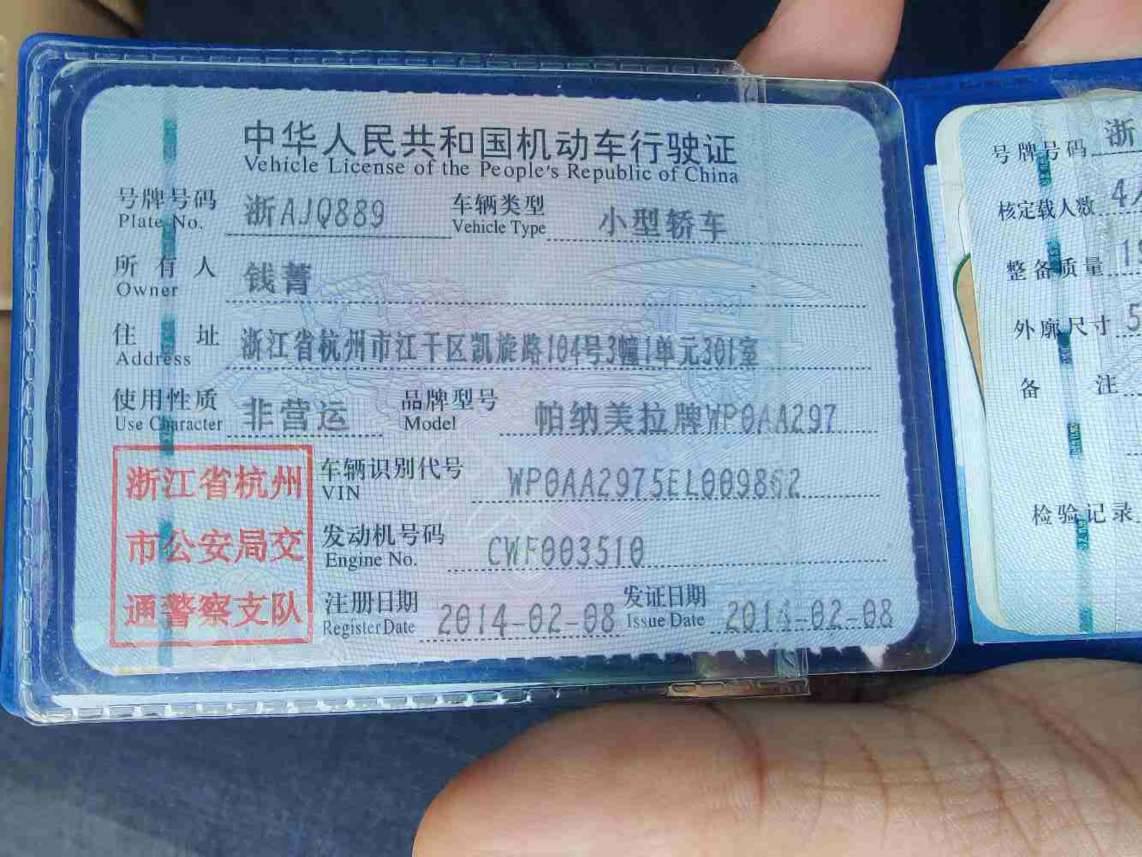 中华人民共和国机动车行驶证
Vehicle License of the People's Republic of China
号牌号码 浙AJQ889 车辆类型 小型轿车
Plate No. Vehicle Type
所有人 钱菁
Owner
住址 浙江省杭州市江干区凯旋路104号3幢1单元301室
Address
使用性质 非营运 品牌型号 帕纳美拉牌WP0AA297
Use Character Model
浙江省杭州
市公安局交
通警察支队
车辆识别代号 WP0AA2975EL009862
VIN
发动机号码 CWF003510
Engine No.
注册日期 2014-02-08 发证日期 2014-02-08
Register Date Issue Date
号牌号码 浙
核定载人数 4人
整备质量 19
外廓尺寸 5
备注
检验记录